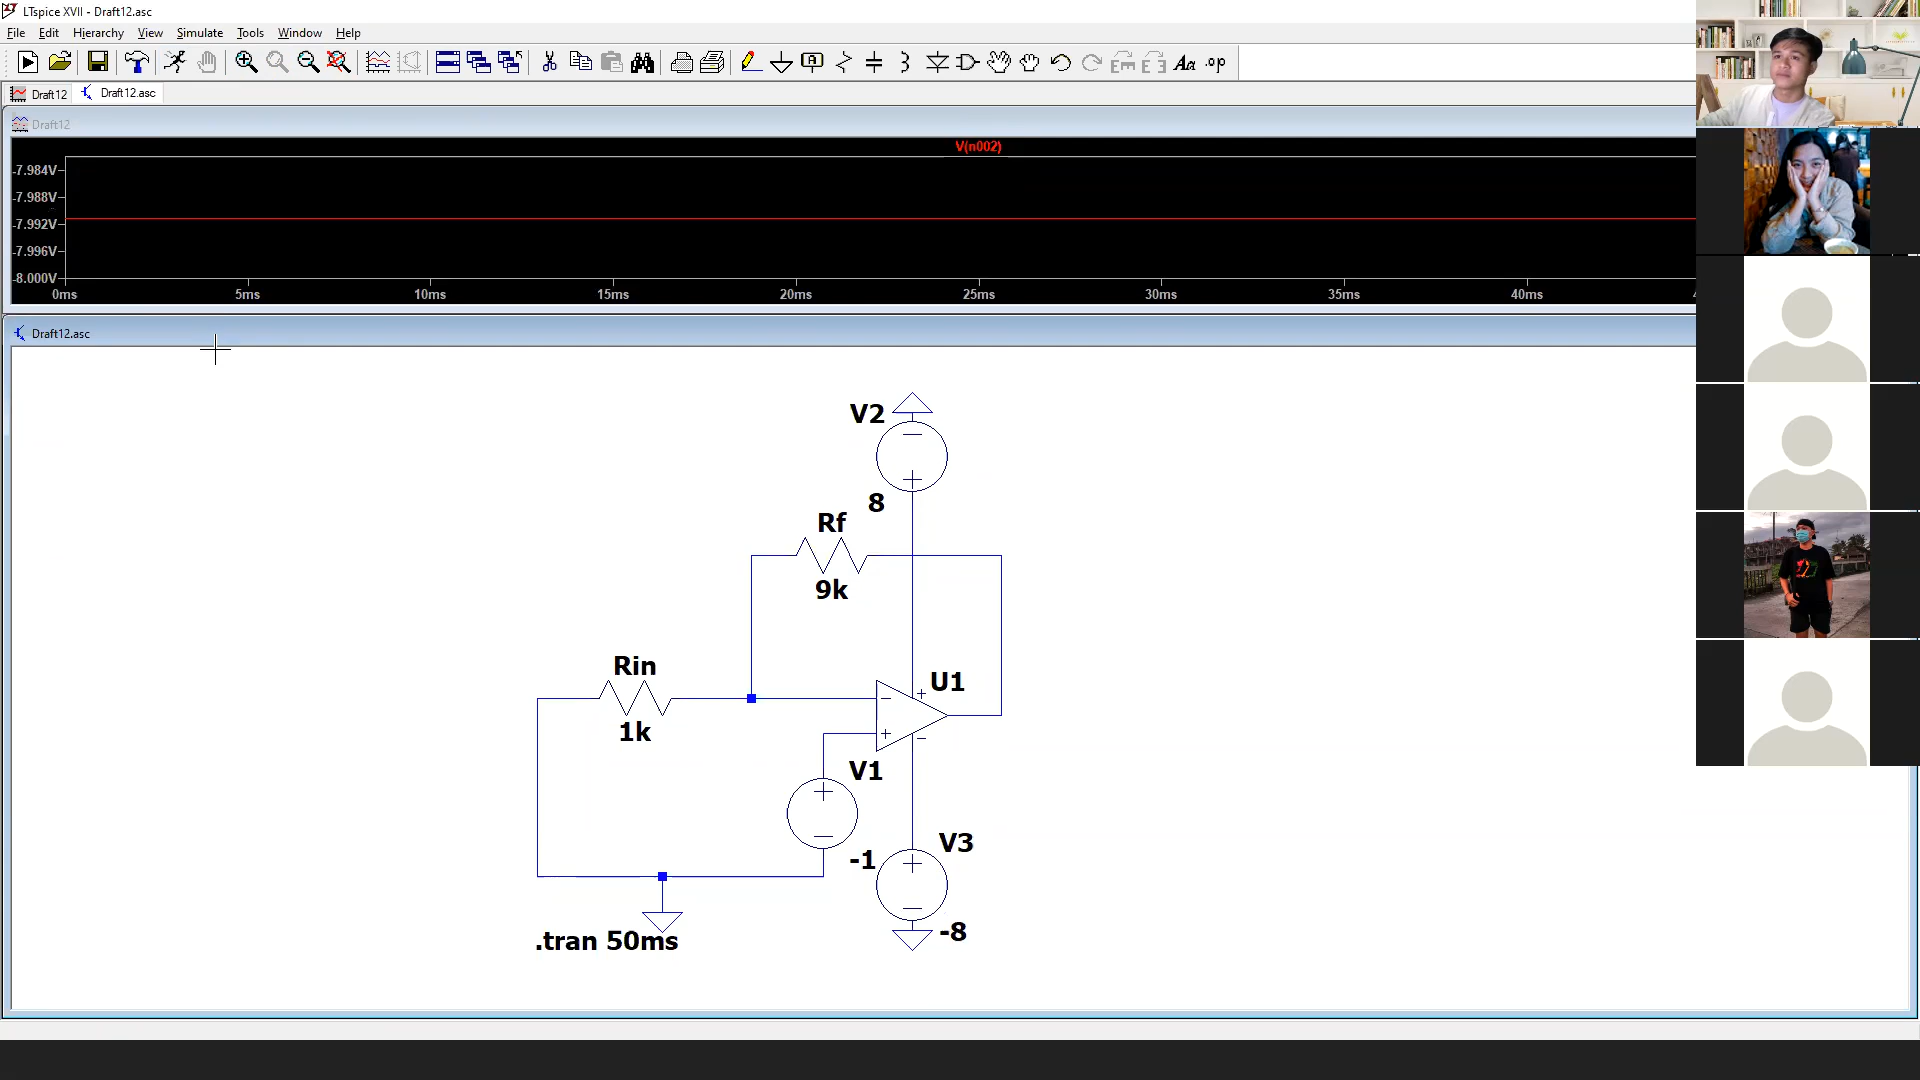 LTspice XVII - Draft12.asc
File Edit Hierarchy View Simulate Tools Window Help
Draft12 Draft12.asc
Draft12
V(n002)
-7.984V
-7.988V
-7.992V
-7.996V
-8.000V
0ms 5ms 10ms 15ms 20ms 25ms 30ms 35ms 40ms
Draft12.asc
V2
8
Rf
9k
Rin
1k
U1
V1
-1
V3
-8
.tran 50ms